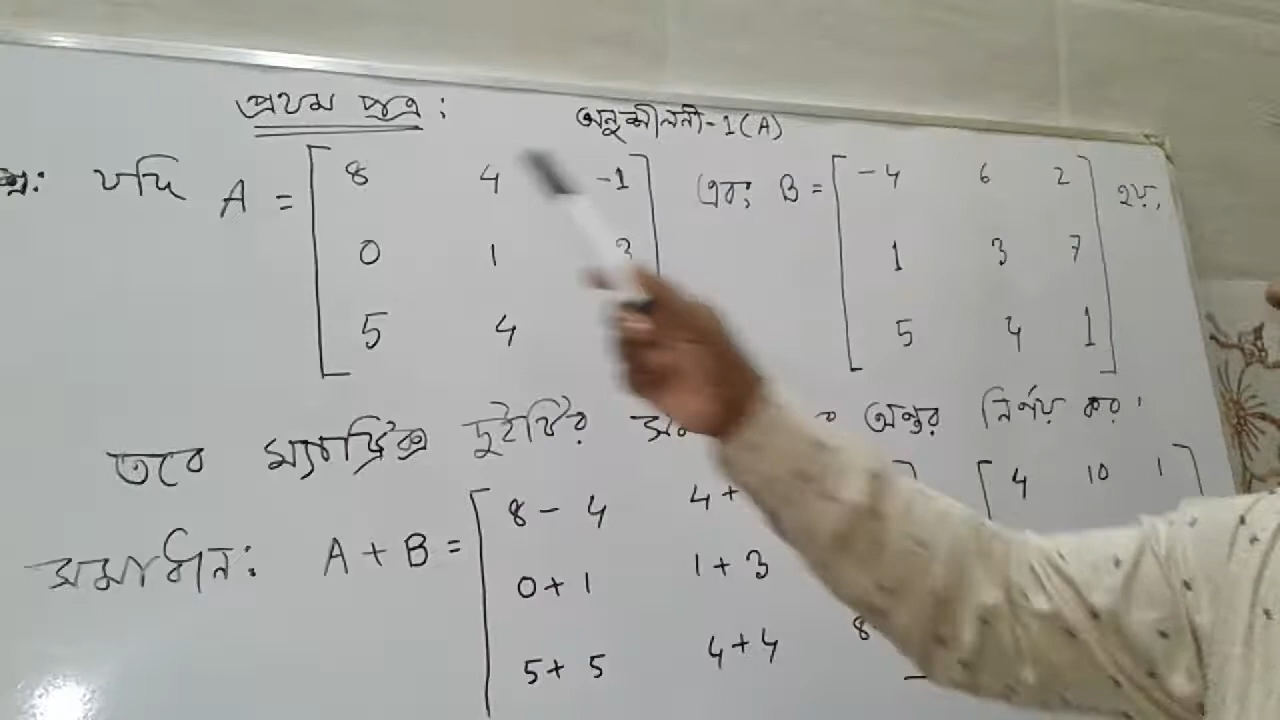 প্রথম পত্র : অনুশীলনী-1(A)
যদি A = [ 8 4 -1 ] এবং B = [ -4 6 2 ] হয়,
0 1 1 3 7
5 4 5 4 1
তবে ম্যাট্রিক্স দুইটির অন্তর নির্ণয় কর।
সমাধান: A + B = [ 8 - 4 4 + [ 4 10 1 ]
0 + 1 1 + 3
5 + 5 4 + 4 8